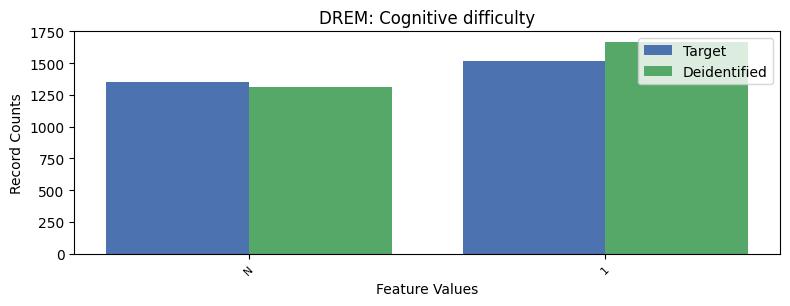 DREM: Cognitive difficulty
Target
Deidentified
Record Counts
1750
1500
1250
1000
750
500
250
0
N
1
Feature Values